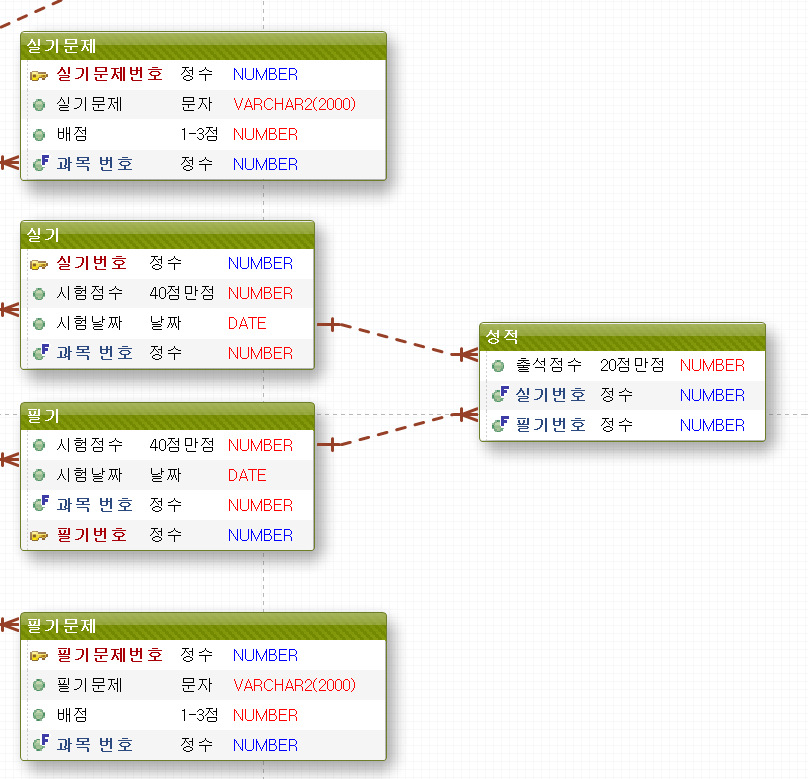 실기문제
실기문제번호 정수 NUMBER
실기문제 문자 VARCHAR2(2000)
배점 1-3점 NUMBER
과목 번호 정수 NUMBER
실기
실기번호 정수 NUMBER
시험점수 40점만점 NUMBER
시험날짜 날짜 DATE
과목 번호 정수 NUMBER
성적
출석점수 20점만점 NUMBER
실기번호 정수 NUMBER
필기번호 정수 NUMBER
필기
시험점수 40점만점 NUMBER
시험날짜 날짜 DATE
과목 번호 정수 NUMBER
필기번호 정수 NUMBER
필기문제
필기문제번호 정수 NUMBER
필기문제 문자 VARCHAR2(2000)
배점 1-3점 NUMBER
과목 번호 정수 NUMBER